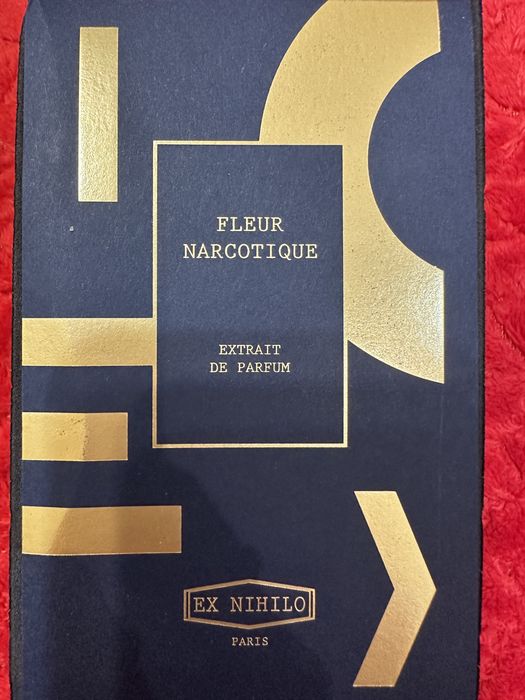 FLEUR
NARCOTIQUE
EXTRAIT
DE PARFUM
EX NIHILO
PARIS